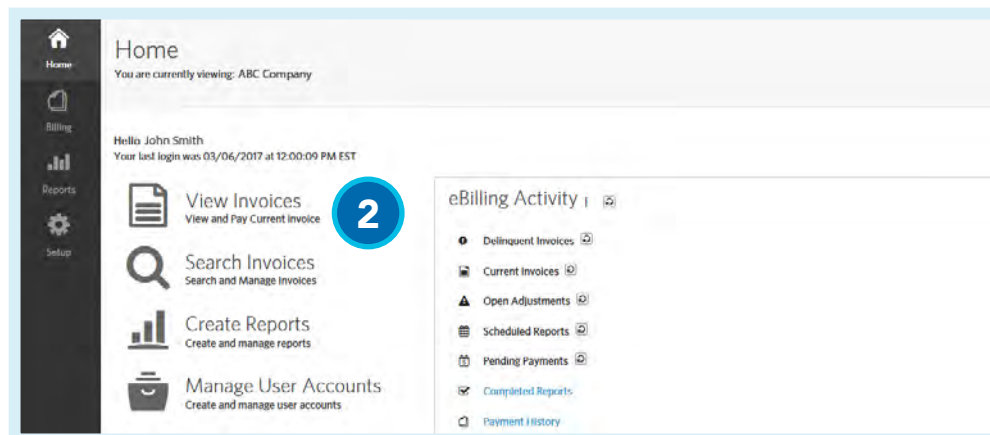 Home
Billing
Reports
Setup
Home
You are currently viewing: ABC Company
Hello John Smith
Your last login was 03/06/2017 at 12:00:09 PM EST
View Invoices
View and Pay Current Invoice
2
Search Invoices
Search and Manage Invoices
Create Reports
Create and manage reports
Manage User Accounts
Create and manage user accounts
eBilling Activity |
Delinquent Invoices
Current Invoices
Open Adjustments
Scheduled Reports
Pending Payments
Completed Reports
Payment History